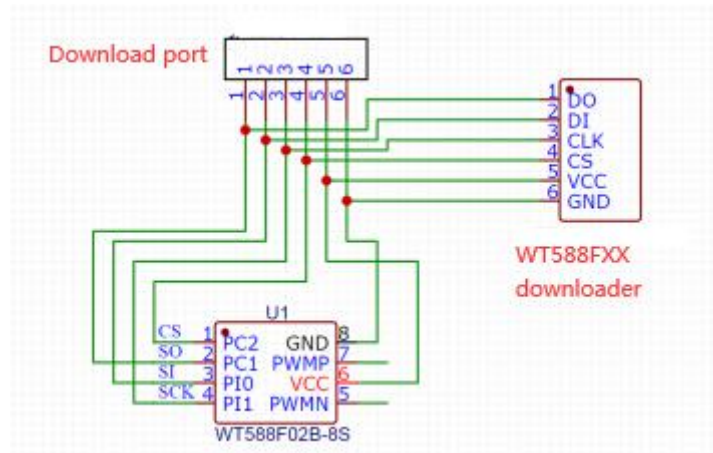 Download port
1 2 3 4 5 6
1 2 3 4 5 6
1 DO
2 DI
3 CLK
4 CS
5 VCC
6 GND
WT588FXX
downloader
U1
CS 1 PC2 GND 8
SO 2 PC1 PWMP 7
SI 3 PI0 VCC 6
SCK 4 PI1 PWMN 5
WT588F02B-8S